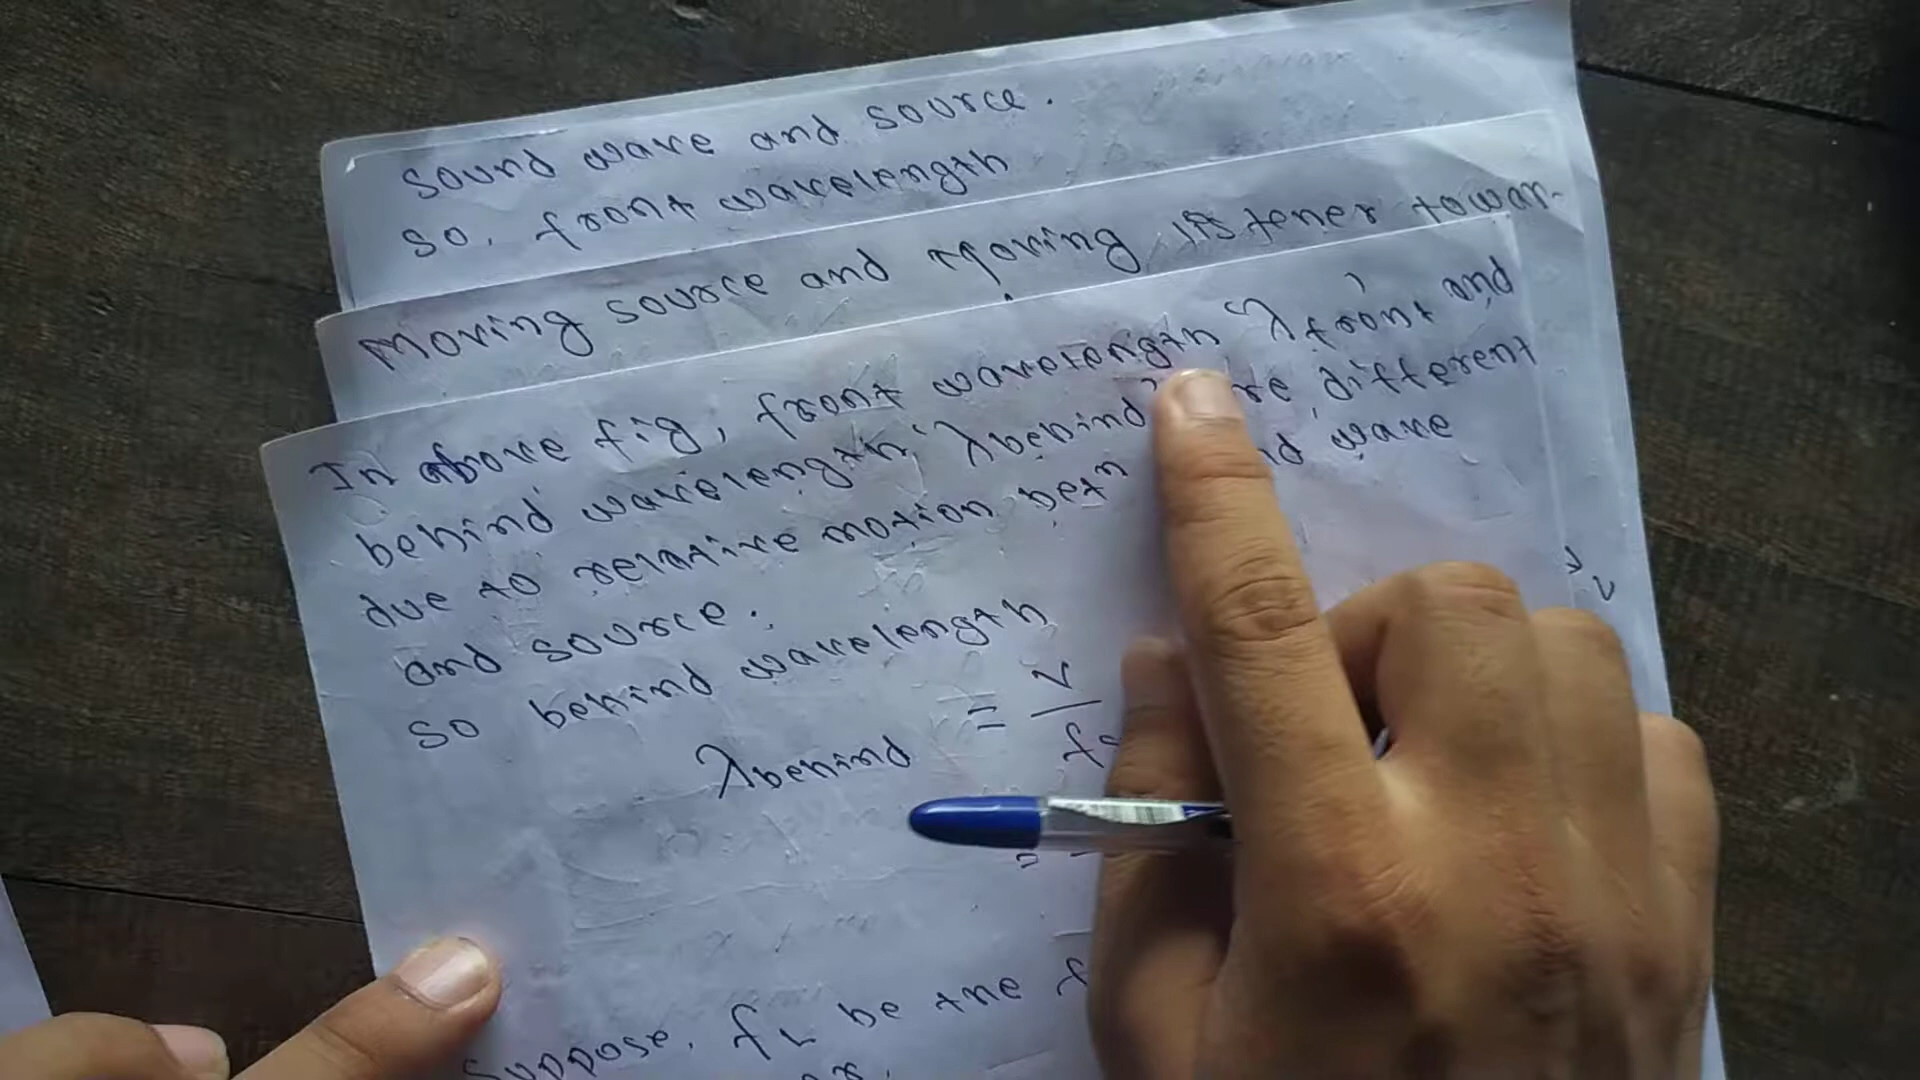 sound wave and source.
so, front wavelength
Moving source and moving listener towar-
In above fig, front wavelength 'λfront' and
behind wavelength 'λbehind' are different
due to relative motion betn nd wave
and source.
so behind wavelength
λbehind = v
fs
=
Suppose, fL be the f